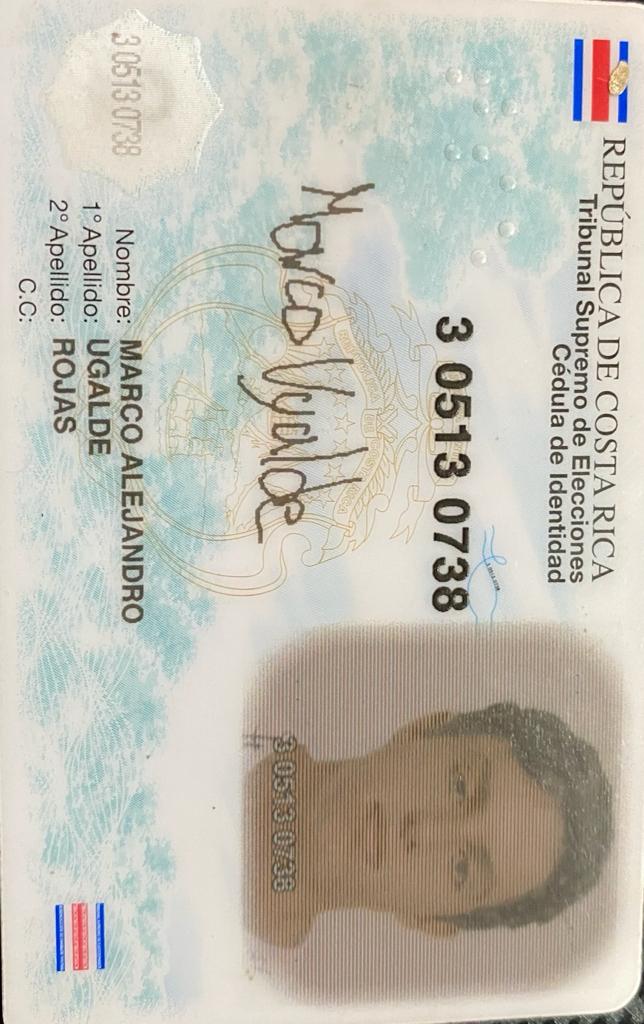 REPÚBLICA DE COSTA RICA
Tribunal Supremo de Elecciones
Cédula de Identidad
3 0513 0738
Marco Ugalde
3 0513 0738
3 0513 0738
Nombre: MARCO ALEJANDRO
1° Apellido: UGALDE
2° Apellido: ROJAS
C.C: